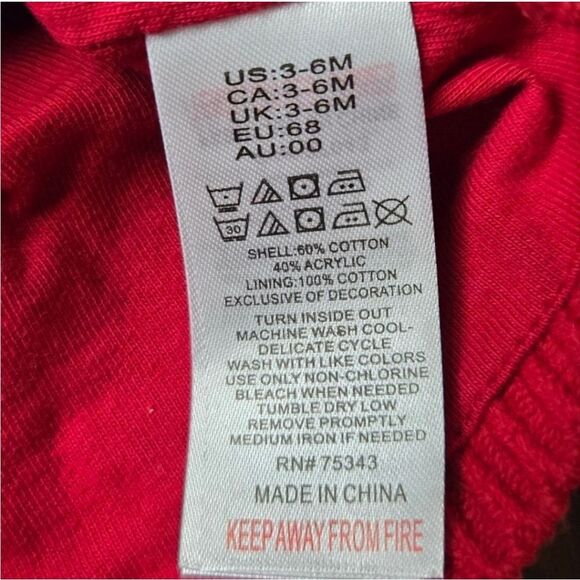 US:3-6M
CA:3-6M
UK:3-6M
EU:68
AU:00
30
SHELL:60% COTTON
40% ACRYLIC
LINING:100% COTTON
EXCLUSIVE OF DECORATION
TURN INSIDE OUT
MACHINE WASH COOL-
DELICATE CYCLE
WASH WITH LIKE COLORS
USE ONLY NON-CHLORINE
BLEACH WHEN NEEDED
TUMBLE DRY LOW
REMOVE PROMPTLY
MEDIUM IRON IF NEEDED
RN# 75343
MADE IN CHINA
KEEP AWAY FROM FIRE